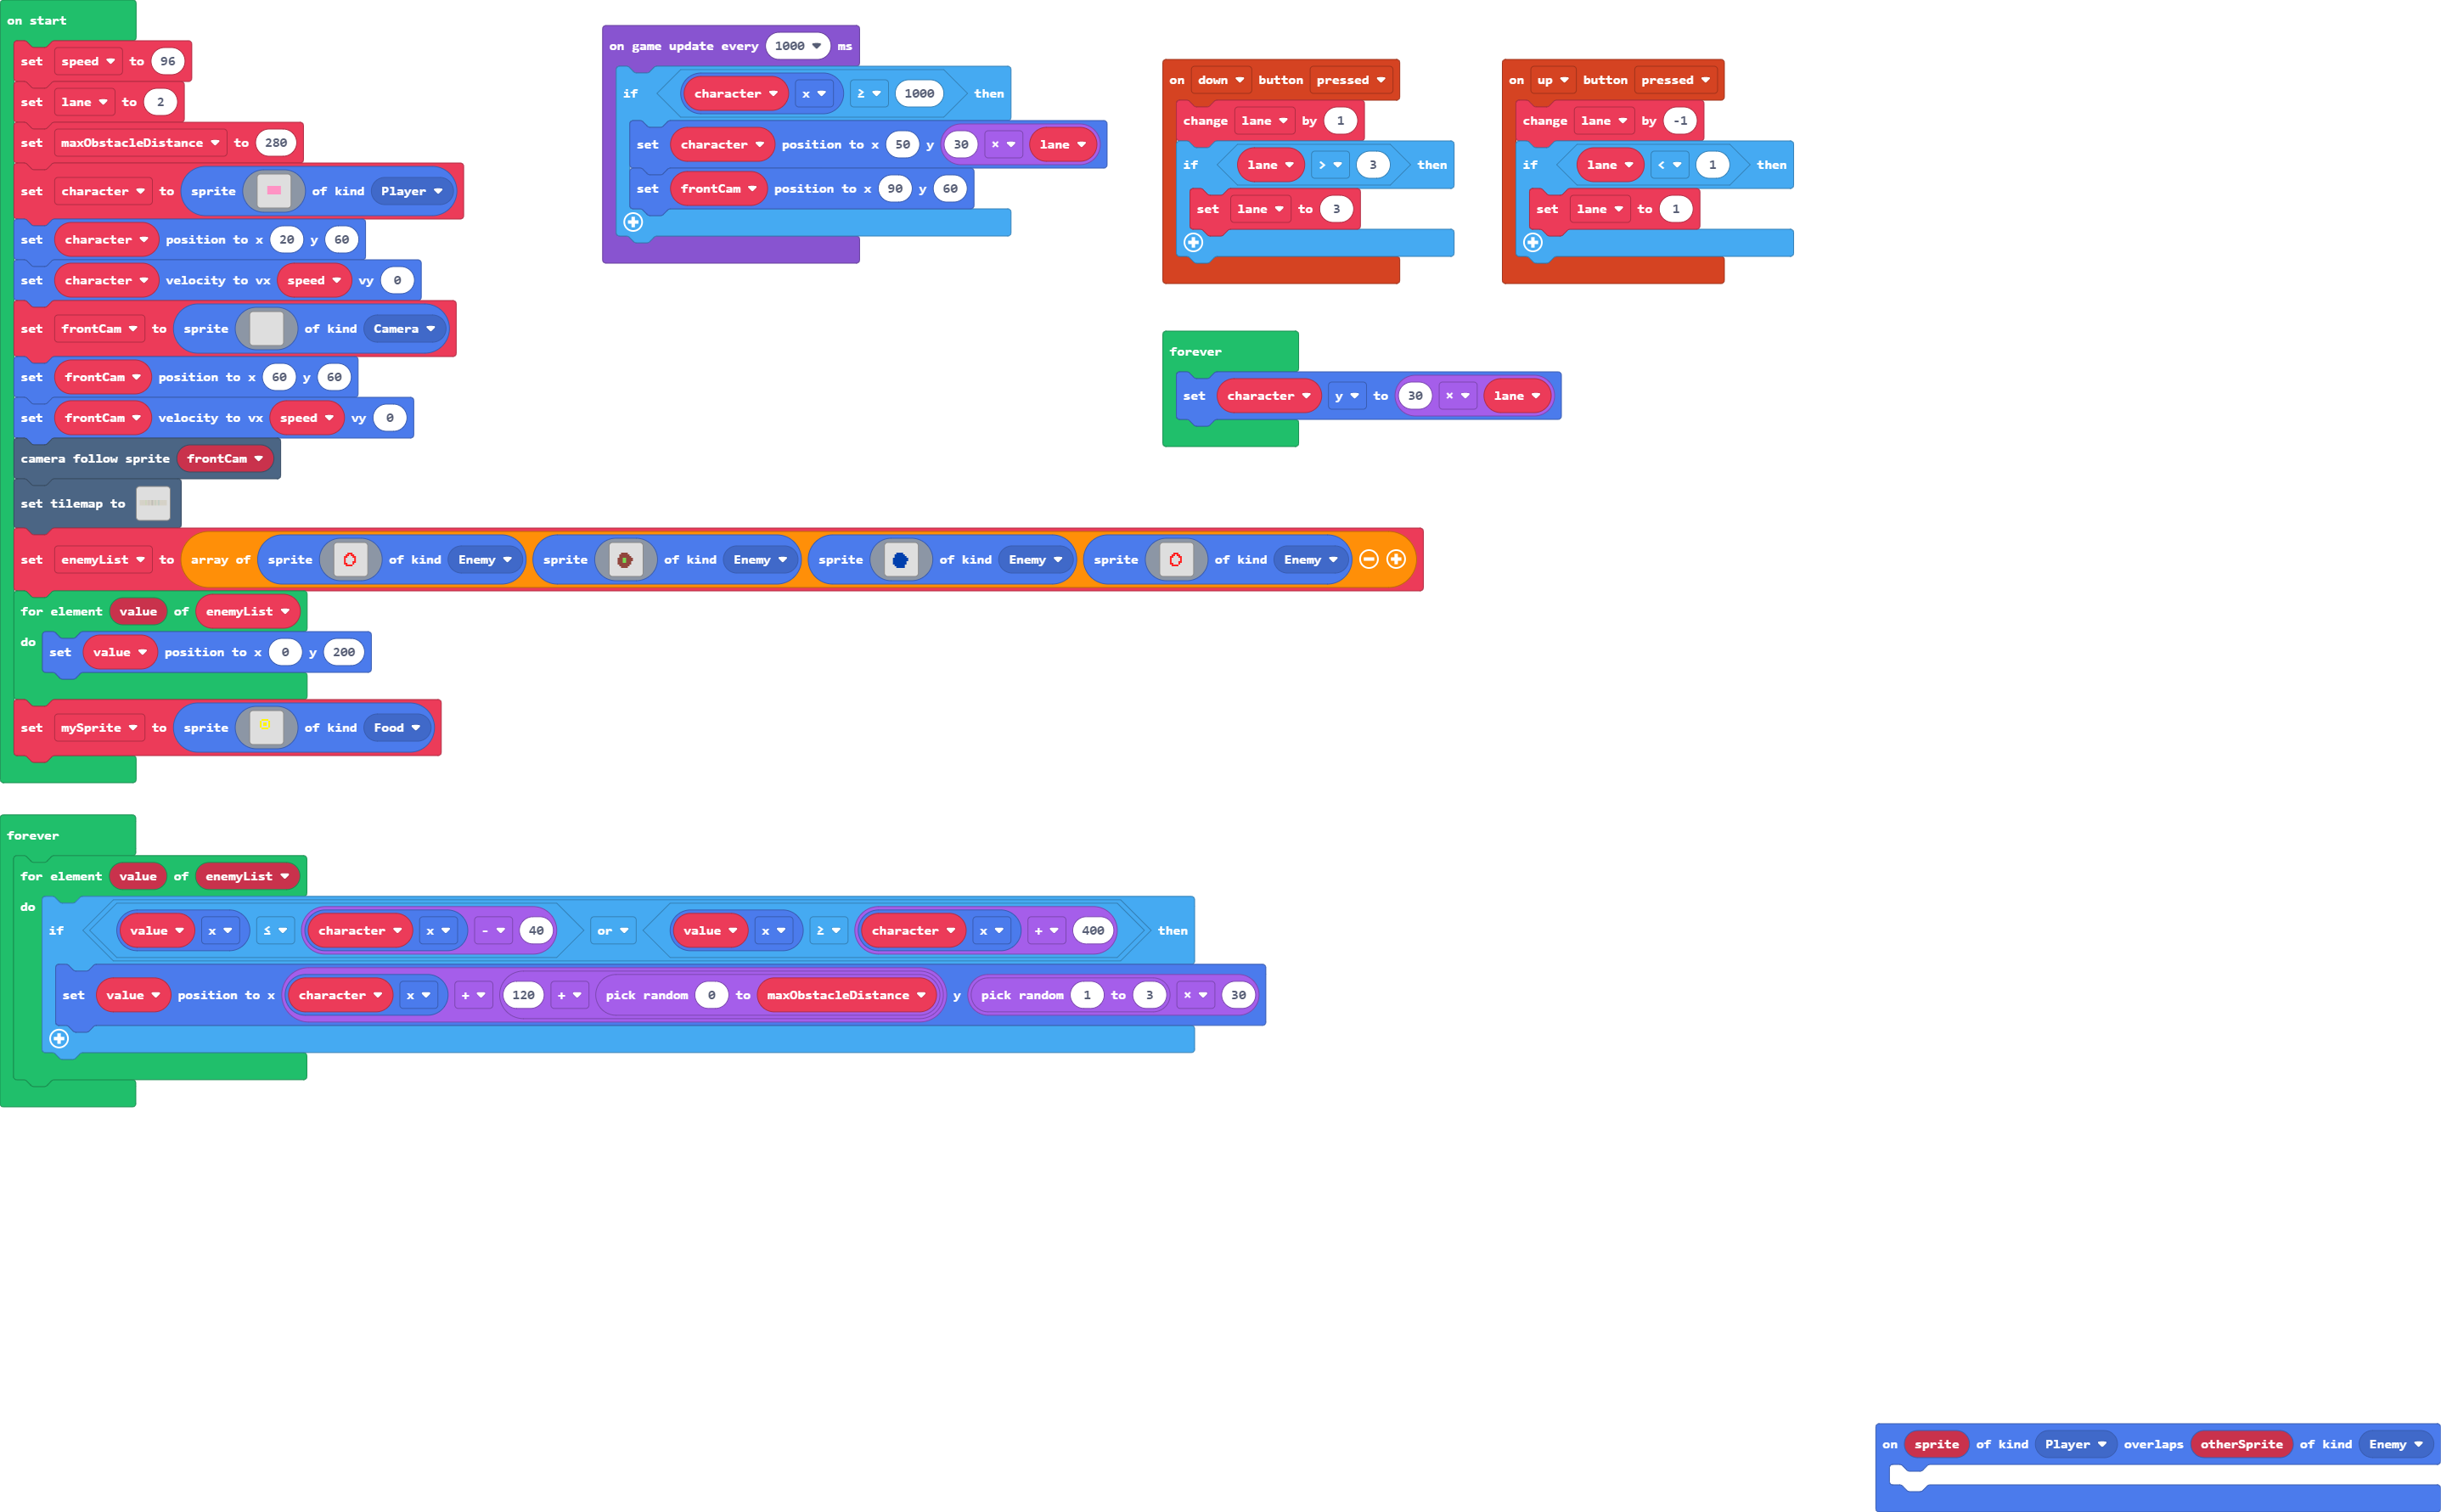 on start
set speed to 96
set lane to 2
set maxObstacleDistance to 280
set character to sprite of kind Player
set character position to x 20 y 60
set character velocity to vx speed vy 0
set frontCam to sprite of kind Camera
set frontCam position to x 60 y 60
set frontCam velocity to vx speed vy 0
camera follow sprite frontCam
set tilemap to
set enemyList to array of sprite of kind Enemy sprite of kind Enemy sprite of kind Enemy sprite of kind Enemy
for element value of enemyList
do
set value position to x 0 y 200
set mySprite to sprite of kind Food
on game update every 1000 ms
if character x ≥ 1000 then
set character position to x 50 y 30 × lane
set frontCam position to x 90 y 60
on down button pressed
change lane by 1
if lane > 3 then
set lane to 3
on up button pressed
change lane by -1
if lane < 1 then
set lane to 1
forever
set character y to 30 × lane
forever
for element value of enemyList
do
if value x ≤ character x - 40 or value x ≥ character x + 400 then
set value position to x character x + 120 + pick random 0 to maxObstacleDistance y pick random 1 to 3 × 30
on sprite of kind Player overlaps otherSprite of kind Enemy